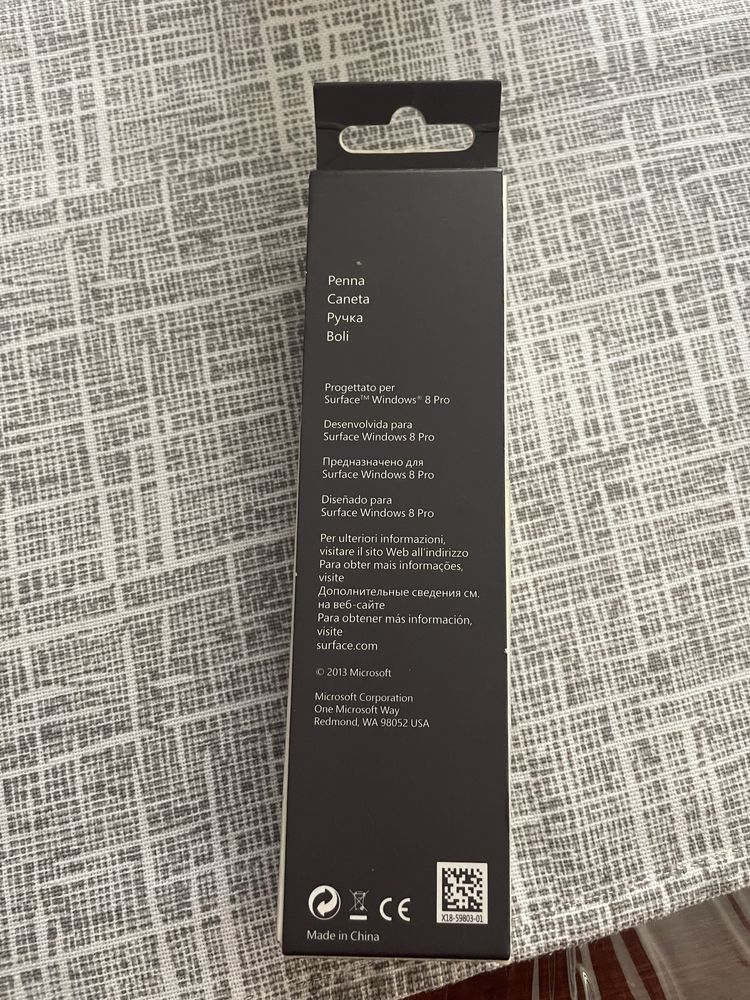 Penna
Caneta
Ручка
Boli
Progettato per
Surface™ Windows® 8 Pro
Desenvolvida para
Surface Windows 8 Pro
Предназначено для
Surface Windows 8 Pro
Diseñado para
Surface Windows 8 Pro
Per ulteriori informazioni,
visitare il sito Web all'indirizzo
Para obter mais informações,
visite
Дополнительные сведения см.
на веб-сайте
Para obtener más información,
visite
surface.com
© 2013 Microsoft
Microsoft Corporation
One Microsoft Way
Redmond, WA 98052 USA
CE
X18-59803-01
Made in China